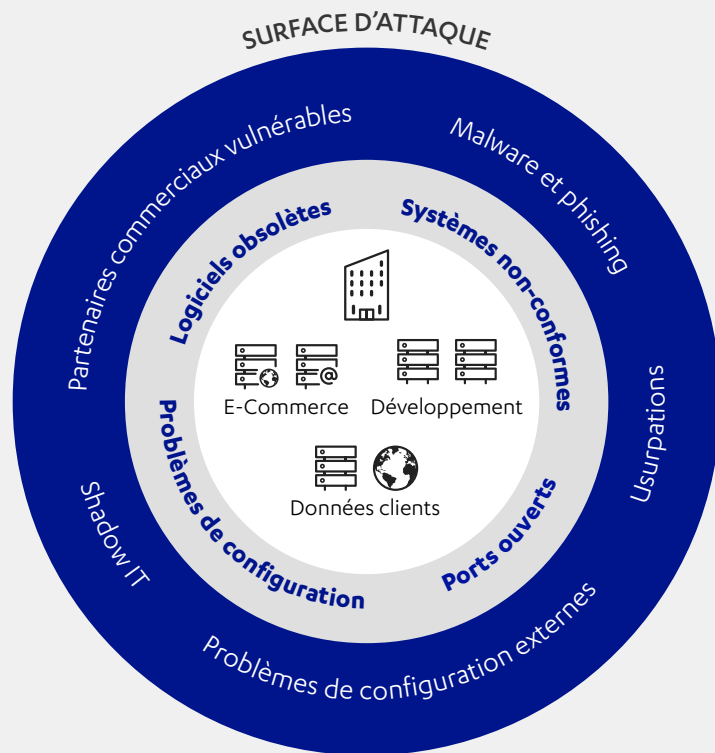 SURFACE D'ATTAQUE
Partenaires commerciaux vulnérables
Malware et phishing
Usurpations
Problèmes de configuration externes
Shadow IT
Logiciels obsolètes
Systèmes non-conformes
Ports ouverts
Problèmes de configuration
@
E-Commerce
Développement
Données clients